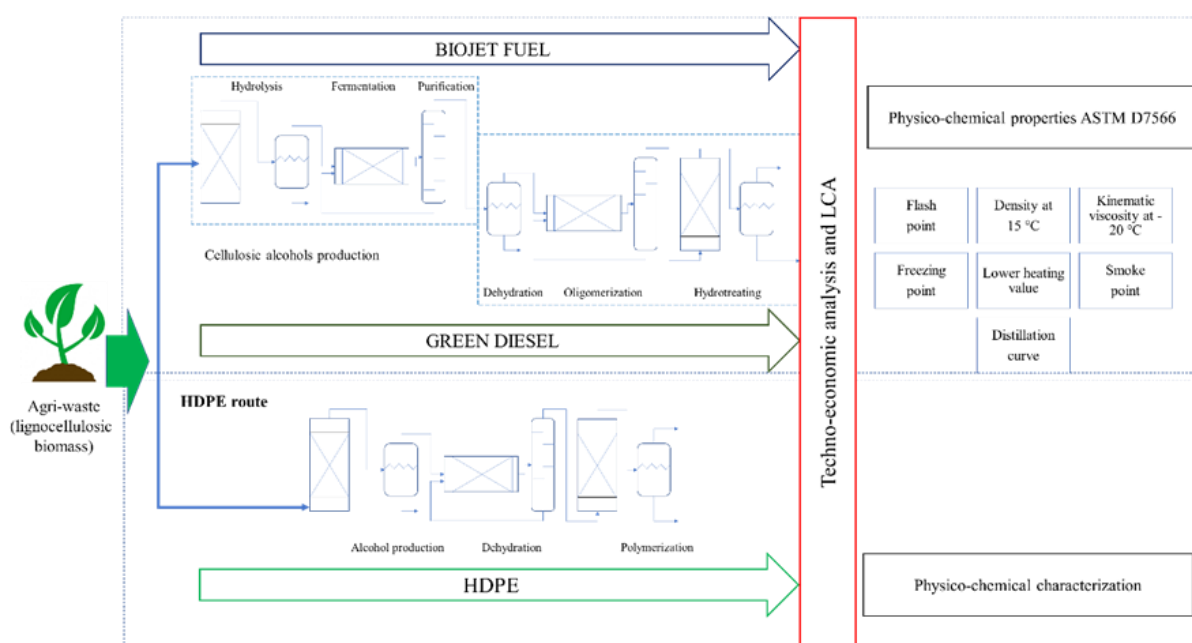 BIOJET FUEL
Hydrolysis
Fermentation
Purification
Cellulosic alcohols production
Dehydration
Oligomerization
Hydrotreating
GREEN DIESEL
Agri-waste
(lignocellulosic
biomass)
HDPE route
Alcohol production
Dehydration
Polymerization
HDPE
Techno-economic analysis and LCA
Physico-chemical properties ASTM D7566
Flash
point
Density at
15 °C
Kinematic
viscosity at -
20 °C
Freezing
point
Lower heating
value
Smoke
point
Distillation
curve
Physico-chemical characterization